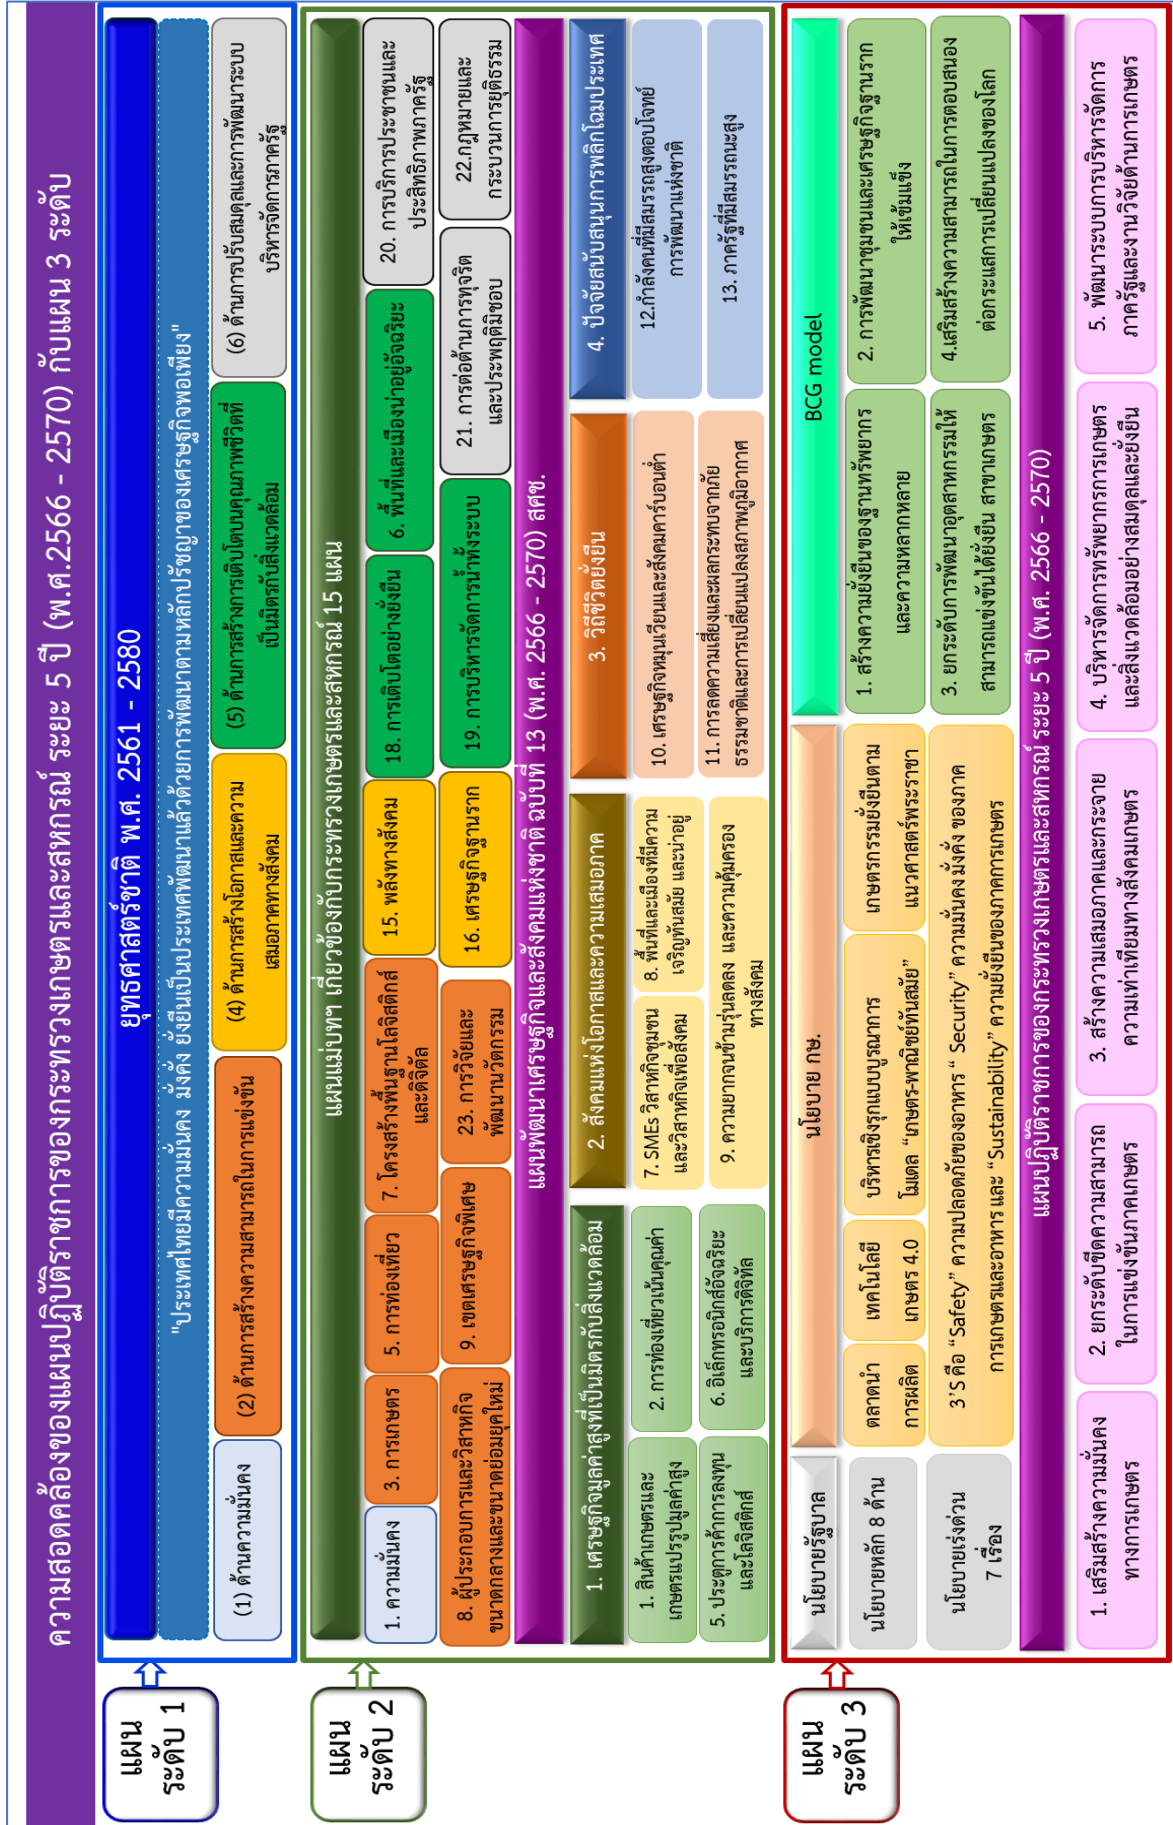 ความสอดคล้องของแผนปฏิบัติราชการของกระทรวงเกษตรและสหกรณ์ ระยะ 5 ปี (พ.ศ.2566 - 2570) กับแผน 3 ระดับ
แผน
ระดับ 1
ยุทธศาสตร์ชาติ พ.ศ. 2561 - 2580
"ประเทศไทยมีความมั่นคง มั่งคั่ง ยั่งยืนเป็นประเทศพัฒนาแล้วด้วยการพัฒนาตามหลักปรัชญาของเศรษฐกิจพอเพียง"
(1) ด้านความมั่นคง
(2) ด้านการสร้างความสามารถในการแข่งขัน
(4) ด้านการสร้างโอกาสและความ
เสมอภาคทางสังคม
(5) ด้านการสร้างการเติบโตบนคุณภาพชีวิตที่
เป็นมิตรกับสิ่งแวดล้อม
(6) ด้านการปรับสมดุลและการพัฒนาระบบ
บริหารจัดการภาครัฐ
แผน
ระดับ 2
แผนแม่บทฯ เกี่ยวข้องกับกระทรวงเกษตรและสหกรณ์ 15 แผน
1. ความมั่นคง
3. การเกษตร
5. การท่องเที่ยว
7. โครงสร้างพื้นฐานโลจิสติกส์
และดิจิตัล
15. พลังทางสังคม
18. การเติบโตอย่างยั่งยืน
6. พื้นที่และเมืองน่าอยู่อัจฉริยะ
20. การบริการประชาชนและ
ประสิทธิภาพภาครัฐ
8. ผู้ประกอบการและวิสาหกิจ
ขนาดกลางและขนาดย่อมยุคใหม่
9. เขตเศรษฐกิจพิเศษ
23. การวิจัยและ
พัฒนานวัตกรรม
16. เศรษฐกิจฐานราก
19. การบริหารจัดการน้ำทั้งระบบ
21. การต่อต้านการทุจริต
และประพฤติมิชอบ
22.กฎหมายและ
กระบวนการยุติธรรม
แผนพัฒนาเศรษฐกิจและสังคมแห่งชาติ ฉบับที่ 13 (พ.ศ. 2566 - 2570) สศช.
1. เศรษฐกิจมูลค่าสูงที่เป็นมิตรกับสิ่งแวดล้อม
2. สังคมแห่งโอกาสและความเสมอภาค
3. วิถีชีวิตยั่งยืน
4. ปัจจัยสนับสนุนการพลิกโฉมประเทศ
1. สินค้าเกษตรและ
เกษตรแปรรูปมูลค่าสูง
2. การท่องเที่ยวเน้นคุณค่า
7. SMEs วิสาหกิจชุมชน
และวิสาหกิจเพื่อสังคม
8. พื้นที่และเมืองที่มีความ
เจริญทันสมัย และน่าอยู่
10. เศรษฐกิจหมุนเวียนและสังคมคาร์บอนต่ำ
12.กำลังคนที่มีสมรรถสูงตอบโจทย์
การพัฒนาแห่งชาติ
5. ประตูการค้าการลงทุน
และโลจิสติกส์
6. อิเล็กทรอนิกส์อัจฉริยะ
และบริการดิจิทัล
9. ความยากจนข้ามรุ่นลดลง และความคุ้มครอง
ทางสังคม
11. การลดความเสี่ยงและผลกระทบจากภัย
ธรรมชาติและการเปลี่ยนแปลงสภาพภูมิอากาศ
13. ภาครัฐที่มีสมรรถนะสูง
แผน
ระดับ 3
นโยบายรัฐบาล
นโยบาย กษ.
BCG model
นโยบายหลัก 8 ด้าน
ตลาดนำ
การผลิต
เทคโนโลยี
เกษตร 4.0
บริหารเชิงรุกแบบบูรณาการ
โมเดล “เกษตร-พาณิชย์ทันสมัย”
เกษตรกรรมยั่งยืนตาม
แนวศาสตร์พระราชา
1. สร้างความยั่งยืนของฐานทรัพยากร
และความหลากหลาย
2. การพัฒนาชุมชนและเศรษฐกิจฐานราก
ให้เข้มแข็ง
นโยบายเร่งด่วน
7 เรื่อง
3’S คือ “Safety” ความปลอดภัยของอาหาร “ Security” ความมั่นคง มั่งคั่ง ของภาค
การเกษตรและอาหาร และ “Sustainability” ความยั่งยืนของภาคการเกษตร
3. ยกระดับการพัฒนาอุตสาหกรรมให้
สามารถแข่งขันได้ยั่งยืน สาขาเกษตร
4.เสริมสร้างความสามารถในการตอบสนอง
ต่อกระแสการเปลี่ยนแปลงของโลก
แผนปฏิบัติราชการของกระทรวงเกษตรและสหกรณ์ ระยะ 5 ปี (พ.ศ. 2566 - 2570)
1. เสริมสร้างความมั่นคง
ทางการเกษตร
2. ยกระดับขีดความสามารถ
ในการแข่งขันภาคเกษตร
3. สร้างความเสมอภาคและกระจาย
ความเท่าเทียมทางสังคมเกษตร
4. บริหารจัดการทรัพยากรการเกษตร
และสิ่งแวดล้อมอย่างสมดุลและยั่งยืน
5. พัฒนาระบบการบริหารจัดการ
ภาครัฐและงานวิจัยด้านการเกษตร